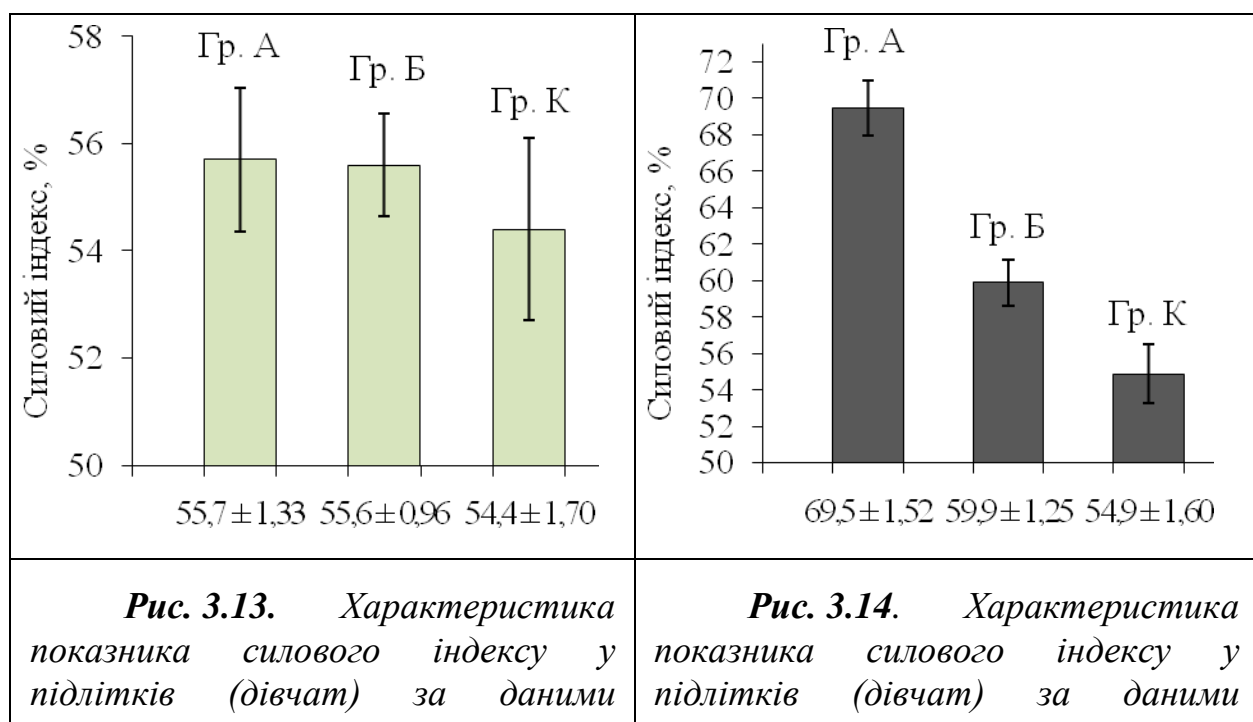 58
56
54
52
50
Силовий індекс, %
Гр. А
Гр. Б
Гр. К
55,7±1,33 55,6±0,96 54,4±1,70
72
70
68
66
64
62
60
58
56
54
52
50
Силовий індекс, %
Гр. А
Гр. Б
Гр. К
69,5±1,52 59,9±1,25 54,9±1,60
Рис. 3.13. Характеристика
показника силового індексу у
підлітків (дівчат) за даними
Рис. 3.14. Характеристика
показника силового індексу у
підлітків (дівчат) за даними